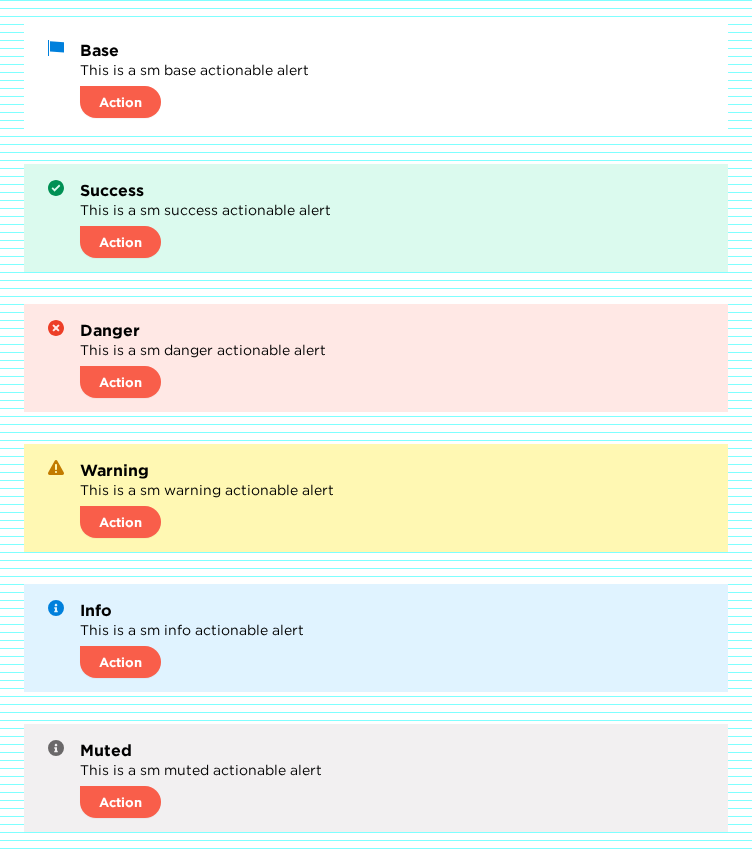 Base
This is a sm base actionable alert
Action
Success
This is a sm success actionable alert
Action
Danger
This is a sm danger actionable alert
Action
Warning
This is a sm warning actionable alert
Action
Info
This is a sm info actionable alert
Action
Muted
This is a sm muted actionable alert
Action